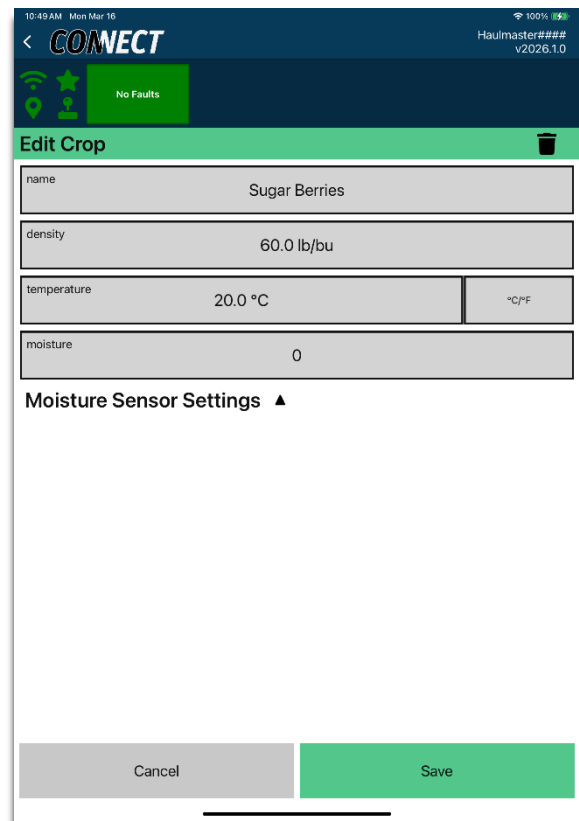 10:49 AM Mon Mar 16
100%
CONNECT
Haulmaster####
v2026.1.0
No Faults
Edit Crop
name
Sugar Berries
density
60.0 lb/bu
temperature
20.0 °C
°C/°F
moisture
0
Moisture Sensor Settings ▲
Cancel
Save